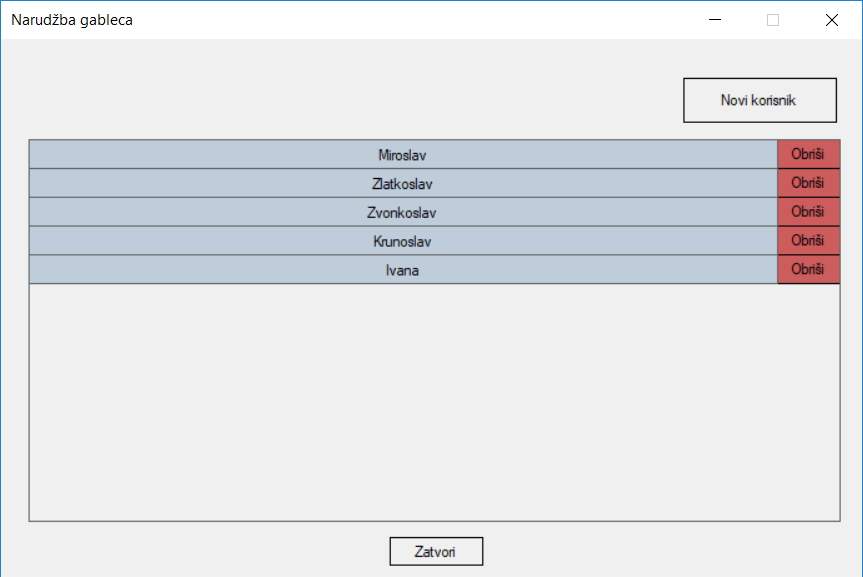 Narudžba gableca
Novi korisnik
Miroslav Obriši
Zlatkoslav Obriši
Zvonkoslav Obriši
Krunoslav Obriši
Ivana Obriši
Zatvori